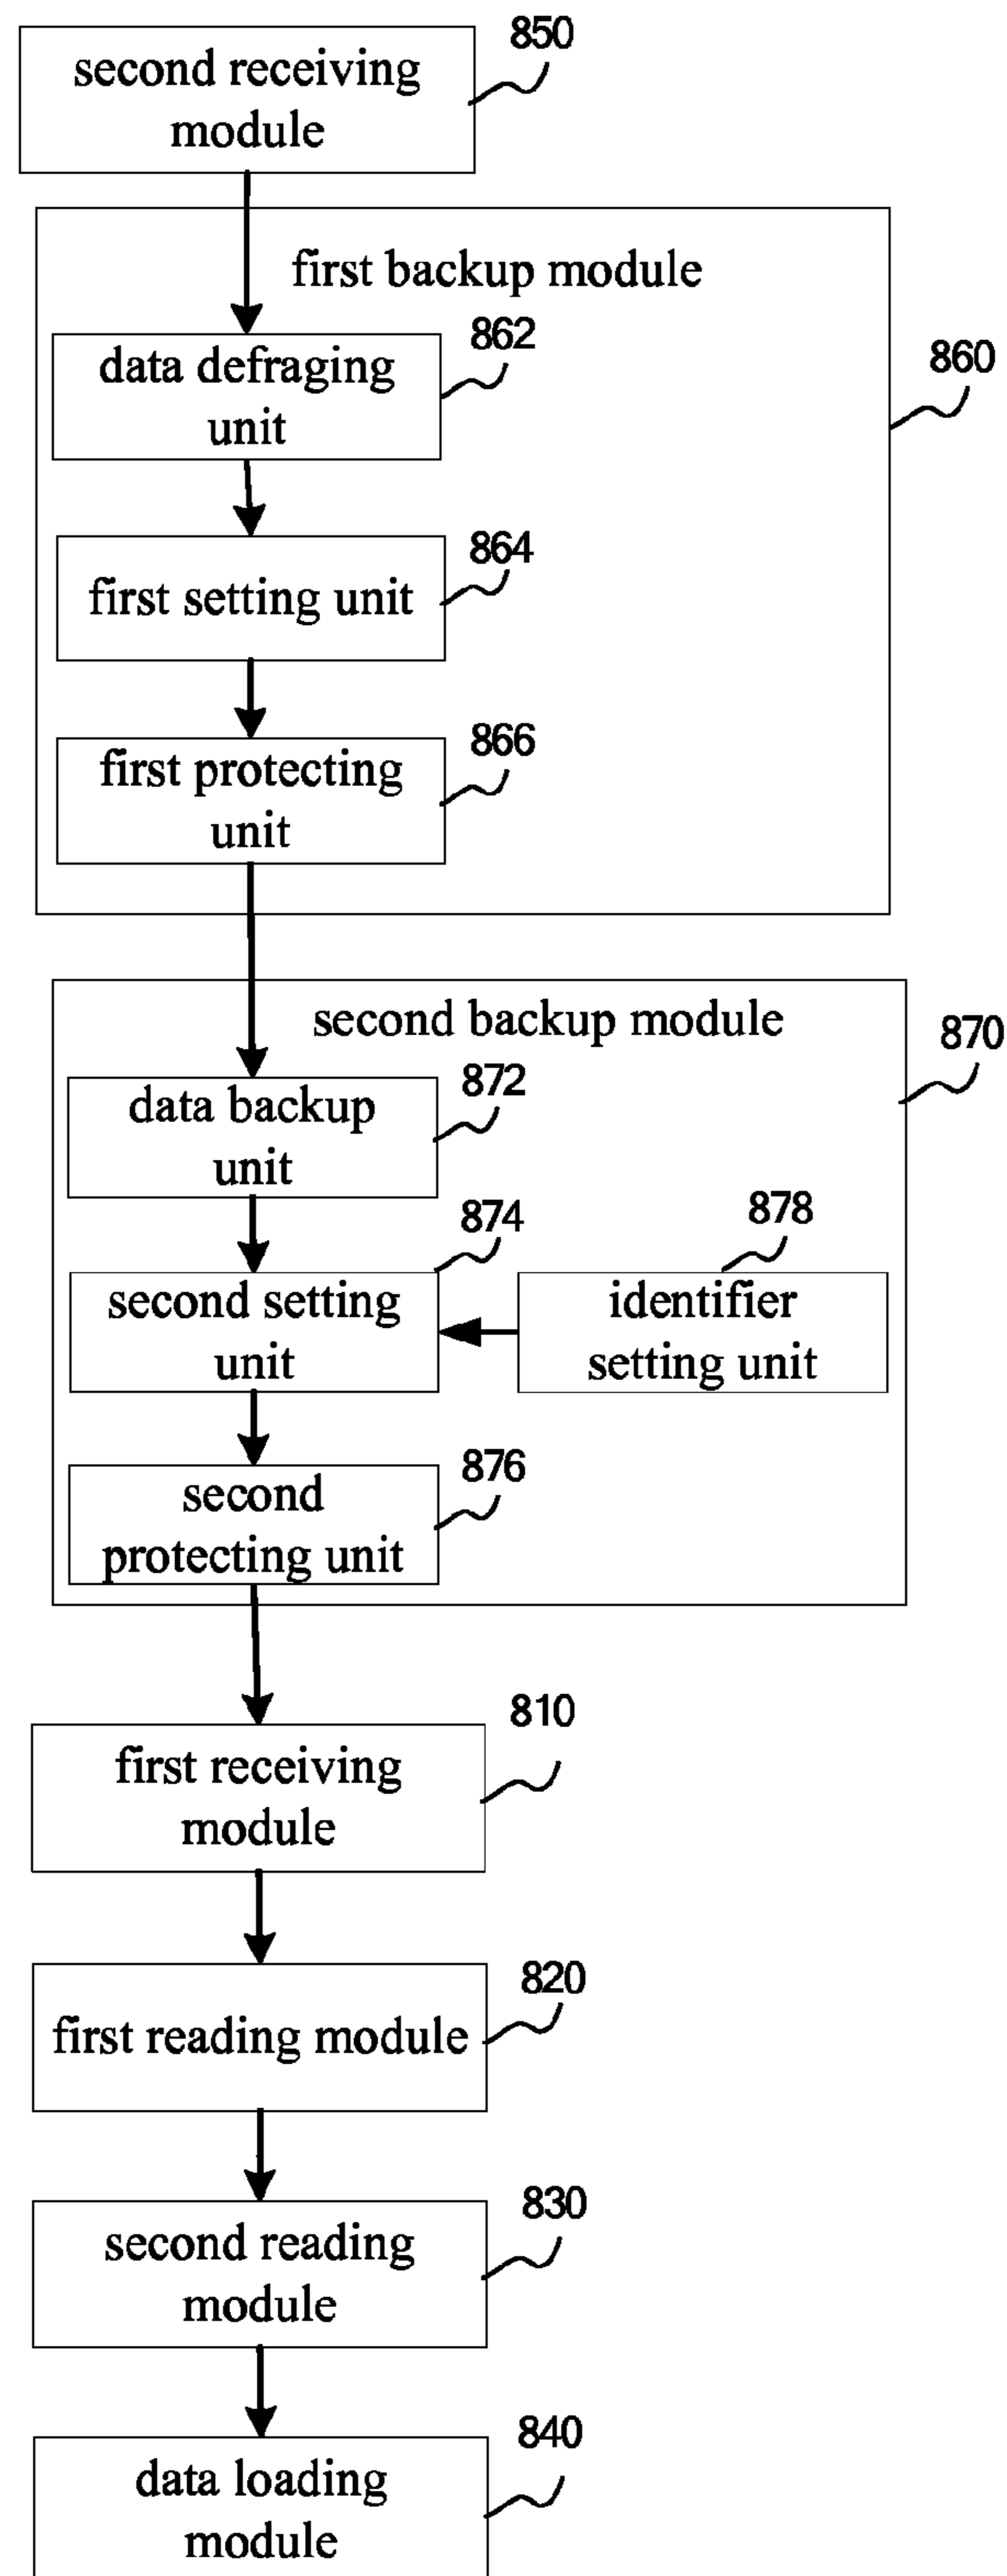 850
second receiving
module
first backup module
862
data defraging
unit
860
864
first setting unit
866
first protecting
unit
second backup module
870
872
data backup
unit
874
878
second setting
unit
identifier
setting unit
876
second
protecting unit
810
first receiving
module
820
first reading module
830
second reading
module
840
data loading
module